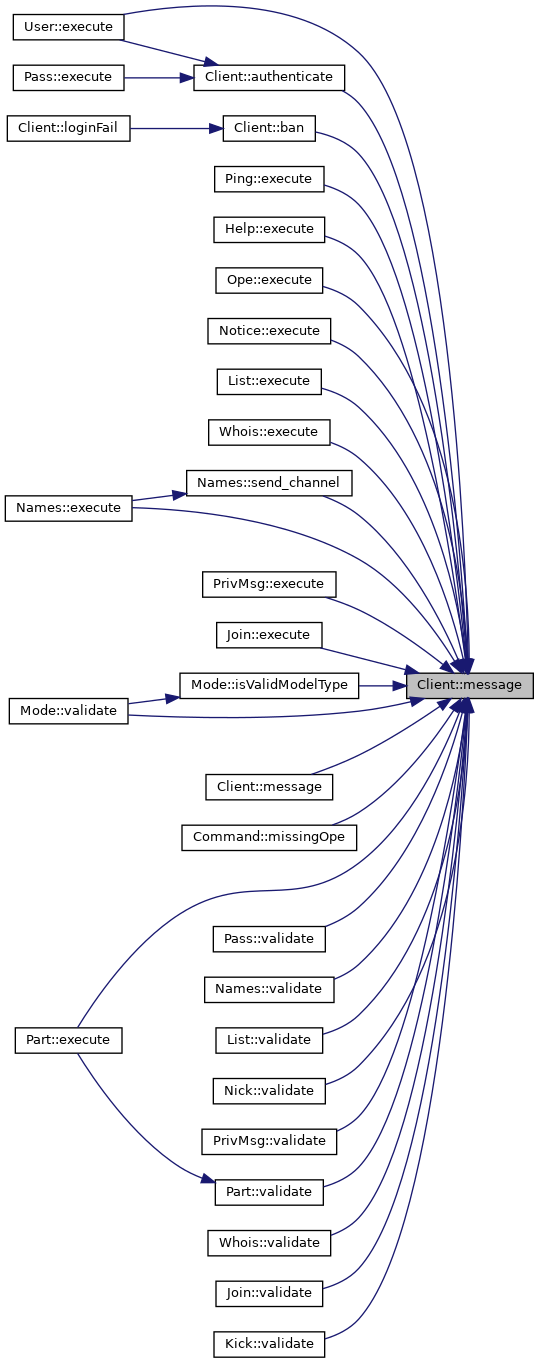 User::execute
Pass::execute
Client::authenticate
Client::loginFail
Client::ban
Ping::execute
Help::execute
Ope::execute
Notice::execute
List::execute
Whois::execute
Names::send_channel
Names::execute
PrivMsg::execute
Join::execute
Mode::isValidModelType
Client::message
Mode::validate
Client::message
Command::missingOpe
Pass::validate
Names::validate
Part::execute
List::validate
Nick::validate
PrivMsg::validate
Part::validate
Whois::validate
Join::validate
Kick::validate